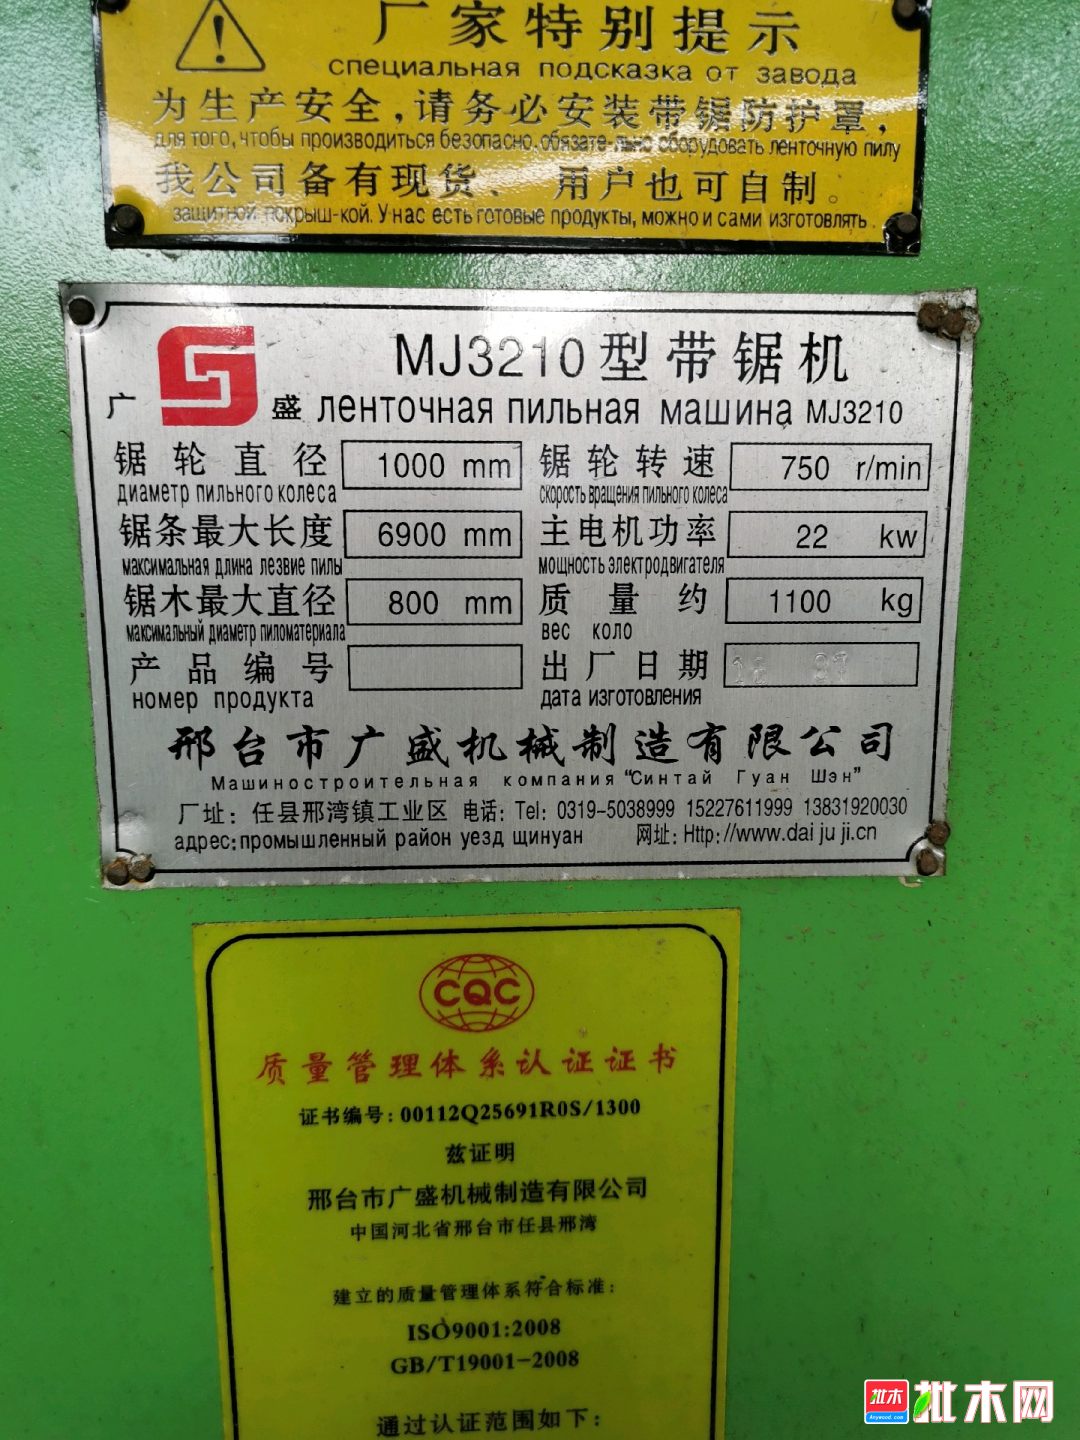 厂家特别提示
специальная подсказка от завода
为生产安全,请务必安装带锯防护罩,
для того, чтобы производиться безопасно, обязате-льно оборудовать ленточную пилу
我公司备有现货、用户也可自制。
защитной покрыш-кой. У нас есть готовые продукты, можно и сами изготовлять.
MJ3210型带锯机
广 盛 ленточная пильная машина MJ3210
锯轮直径 1000 mm 锯轮转速 750 r/min
диаметр пильного колеса скорость вращения пильного колеса
锯条最大长度 6900 mm 主电机功率 22 kw
максимальная длина лезвие пилы мощность электродвигателя
锯木最大直径 800 mm 质量约 1100 kg
максимальный диаметр пиломатериала вес коло
产品编号 出厂日期
номер продукта дата изготовления
邢台市广盛机械制造有限公司
Машиностроительная компания "Синтай Гуан Шэн"
厂址: 任县邢湾镇工业区 电话: Tel: 0319-5038999 15227611999 13831920030
адрес: промышленный район уезд щинуан 网址: Http://www.daijuji.cn
CQC
质量管理体系认证证书
证书编号: 00112Q25691R0S/1300
兹证明
邢台市广盛机械制造有限公司
中国河北省邢台市任县邢湾
建立的质量管理体系符合标准:
ISO9001:2008
GB/T19001-2008
通过认证范围如下:
批木 批木网
Anywood.com